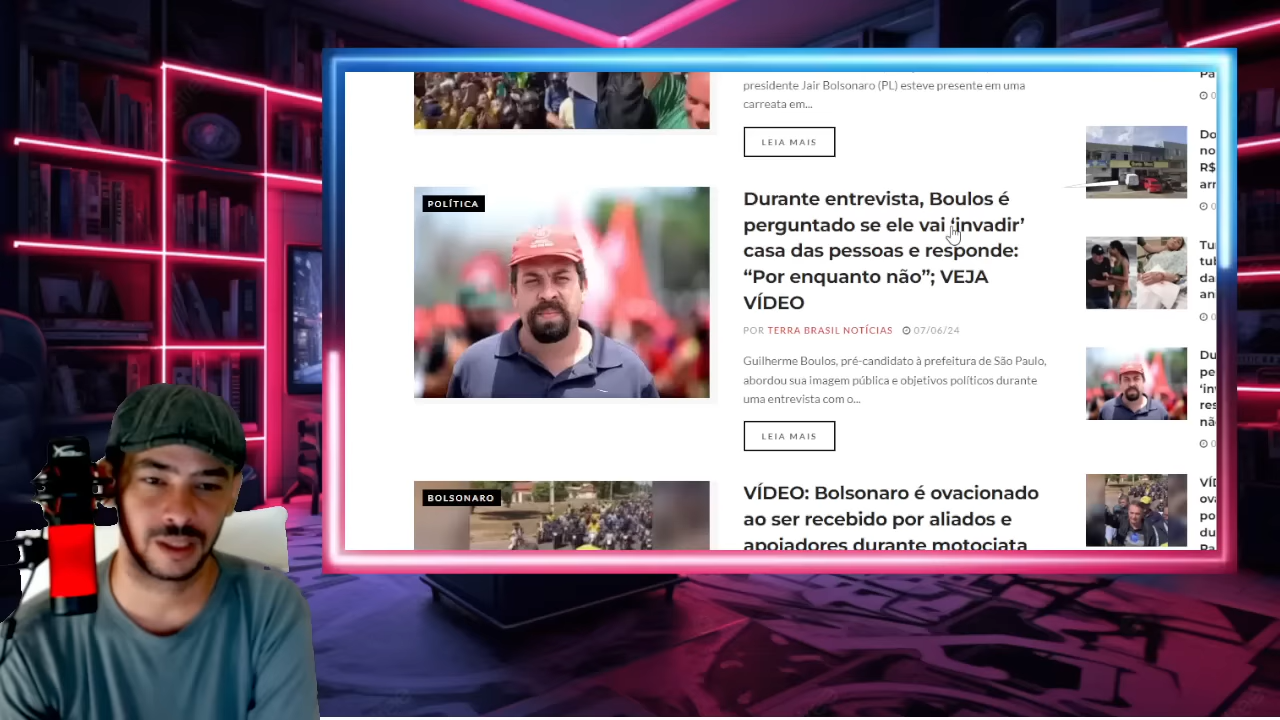 presidente Jair Bolsonaro (PL) esteve presente em uma
carreata em...
LEIA MAIS
POLÍTICA
Durante entrevista, Boulos é
perguntado se ele vai ‘invadir’
casa das pessoas e responde:
“Por enquanto não”; VEJA
VÍDEO
POR TERRA BRASIL NOTÍCIAS 07/06/24
Guilherme Boulos, pré-candidato à prefeitura de São Paulo,
abordou sua imagem pública e objetivos políticos durante
uma entrevista com o...
LEIA MAIS
BOLSONARO
VÍDEO: Bolsonaro é ovacionado
ao ser recebido por aliados e
apoiadores durante motociata